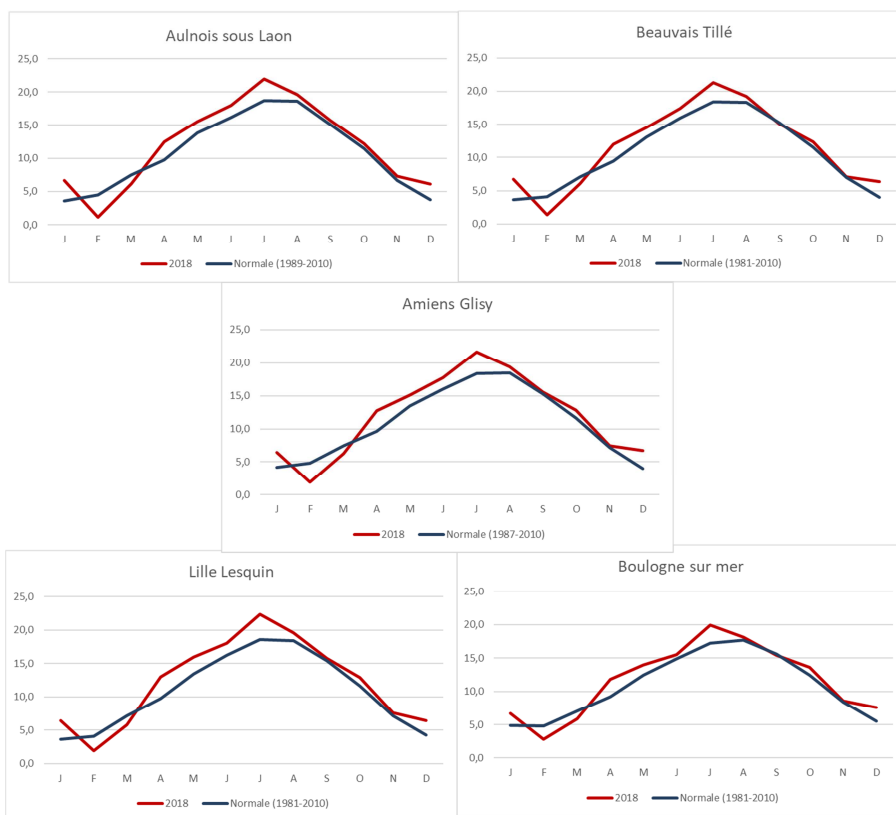 Aulnois sous Laon
25,0
20,0
15,0
10,0
5,0
0,0
J F M A M J J A S O N D
2018 Normale (1989-2010)
Beauvais Tillé
25,0
20,0
15,0
10,0
5,0
0,0
J F M A M J J A S O N D
2018 Normale (1981-2010)
Amiens Glisy
25,0
20,0
15,0
10,0
5,0
0,0
J F M A M J J A S O N D
2018 Normale (1987-2010)
Lille Lesquin
25,0
20,0
15,0
10,0
5,0
0,0
J F M A M J J A S O N D
2018 Normale (1981-2010)
Boulogne sur mer
25,0
20,0
15,0
10,0
5,0
0,0
J F M A M J J A S O N D
2018 Normale (1981-2010)